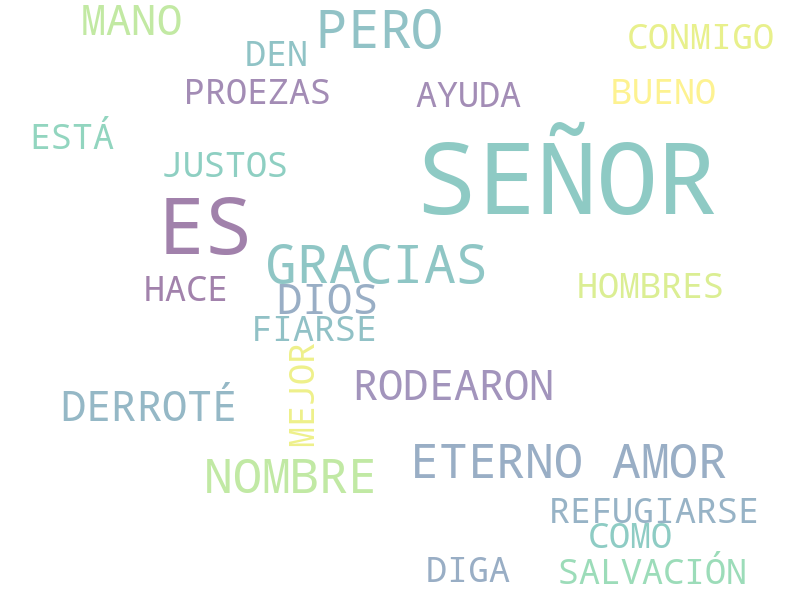 MANO
PERO
CONMIGO
DEN
PROEZAS
AYUDA
BUENO
ESTÁ
JUSTOS
SEÑOR
ES
GRACIAS
HACE
DIOS
HOMBRES
FIARSE
MEJOR
RODEARON
DERROTÉ
NOMBRE
ETERNO AMOR
REFUGIARSE
COMO
DIGA
SALVACIÓN